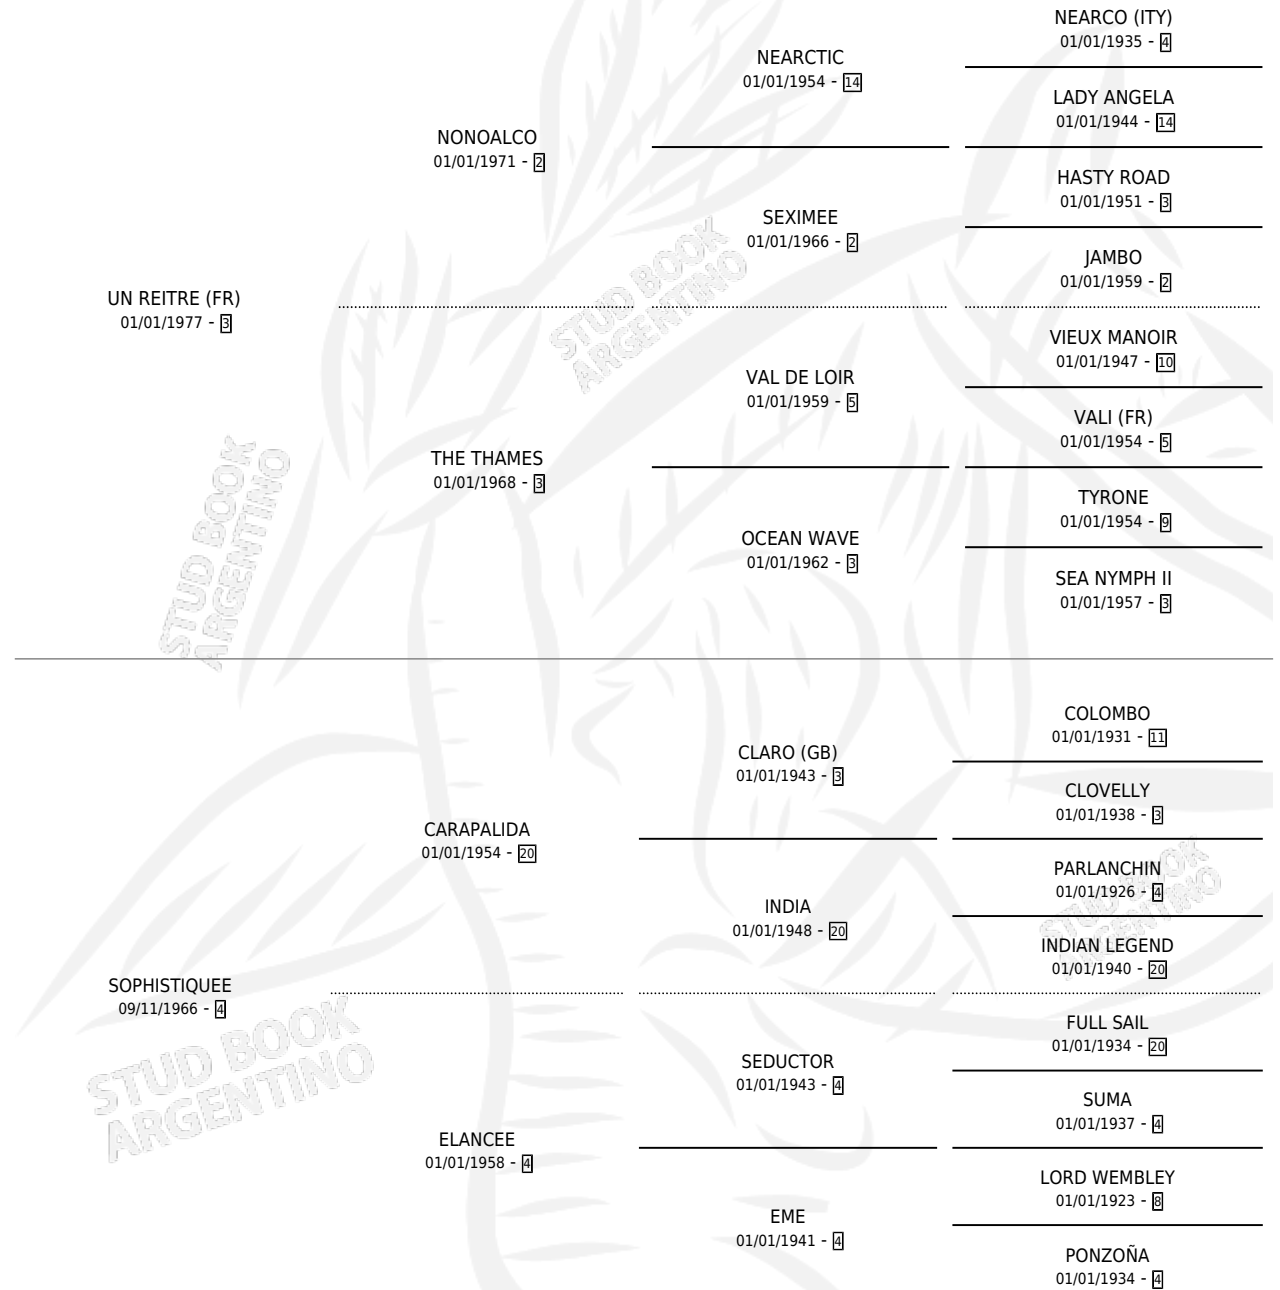 NEARCO (ITY)
01/01/1935 - 4
NEARCTIC
01/01/1954 - 14
LADY ANGELA
01/01/1944 - 14
NONOALCO
01/01/1971 - 2
HASTY ROAD
01/01/1951 - 3
SEXIMEE
01/01/1966 - 2
JAMBO
01/01/1959 - 2
UN REITRE (FR)
01/01/1977 - 3
STUD BOOK
ARGENTINO
VIEUX MANOIR
01/01/1947 - 10
VAL DE LOIR
01/01/1959 - 5
VALI (FR)
01/01/1954 - 5
THE THAMES
01/01/1968 - 3
TYRONE
01/01/1954 - 9
OCEAN WAVE
01/01/1962 - 3
SEA NYMPH II
01/01/1957 - 3
STUD BOOK
ARGENTINO
COLOMBO
01/01/1931 - 11
CLARO (GB)
01/01/1943 - 3
CLOVELLY
01/01/1938 - 3
CARAPALIDA
01/01/1954 - 20
PARLANCHIN
01/01/1926 - 4
INDIA
01/01/1948 - 20
INDIAN LEGEND
01/01/1940 - 20
STUD BOOK
ARGENTINO
SOPHISTIQUEE
09/11/1966 - 4
FULL SAIL
01/01/1934 - 20
SEDUCTOR
01/01/1943 - 4
SUMA
01/01/1937 - 4
STUD BOOK
ARGENTINO
ELANCEE
01/01/1958 - 4
LORD WEMBLEY
01/01/1923 - 8
EME
01/01/1941 - 4
PONZOÑA
01/01/1934 - 4